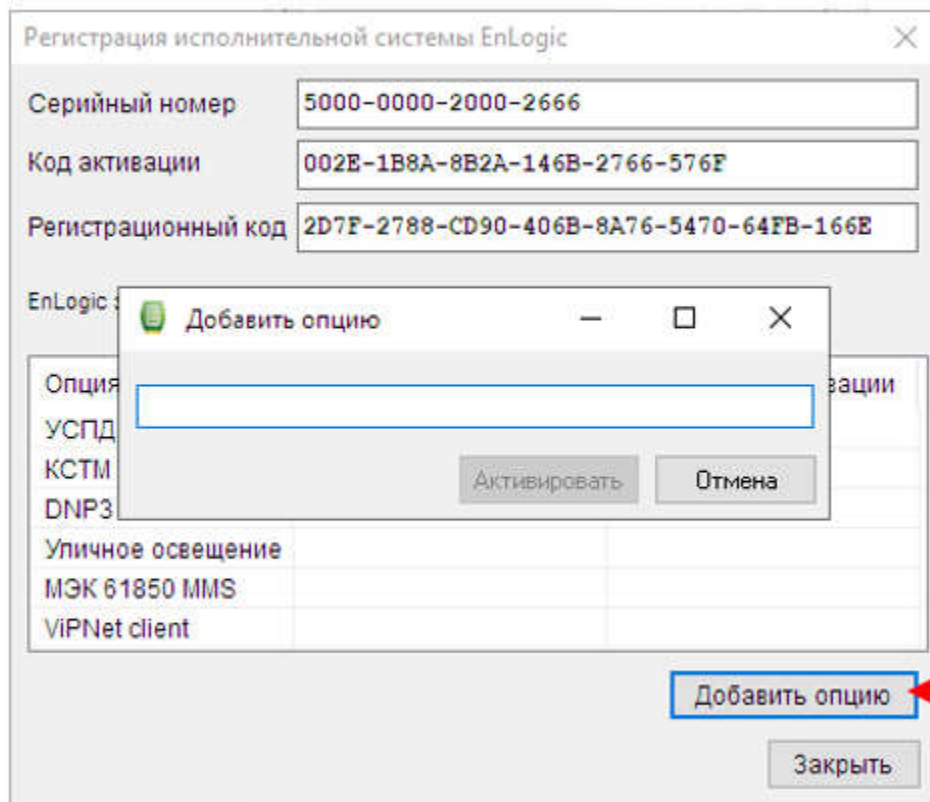 Регистрация исполнительной системы EnLogic
Серийный номер 5000-0000-2000-2666
Код активации 002E-1B8A-8B2A-146B-2766-576F
Регистрационный код 2D7F-2788-CD90-406B-8A76-5470-64FB-166E
EnLogic
Добавить опцию
Опция
УСПД
КСТМ
DNP3
Активировать Отмена
Уличное освещение
МЭК 61850 MMS
ViPNet client
Добавить опцию
Закрыть